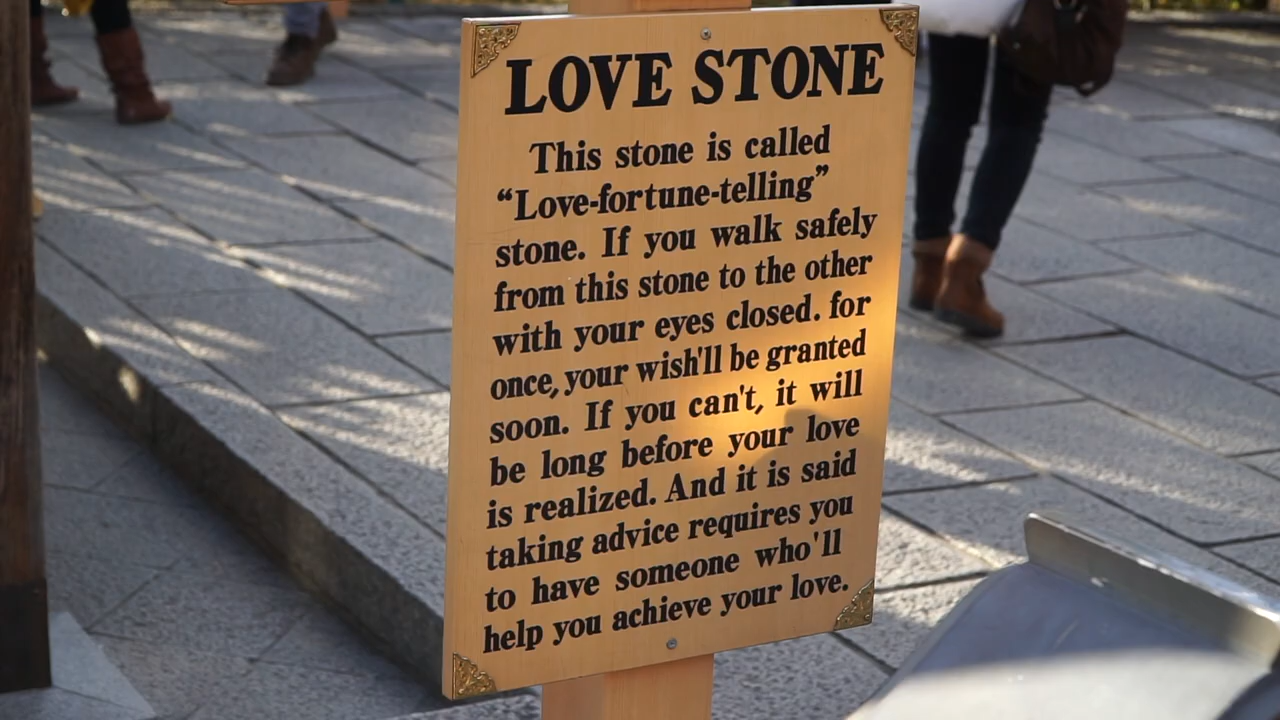 LOVE STONE
This stone is called
“Love-fortune-telling”
stone. If you walk safely
from this stone to the other
with your eyes closed. for
once, your wish'll be granted
soon. If you can't, it will
be long before your love
is realized. And it is said
taking advice requires you
to have someone who'll
help you achieve your love.